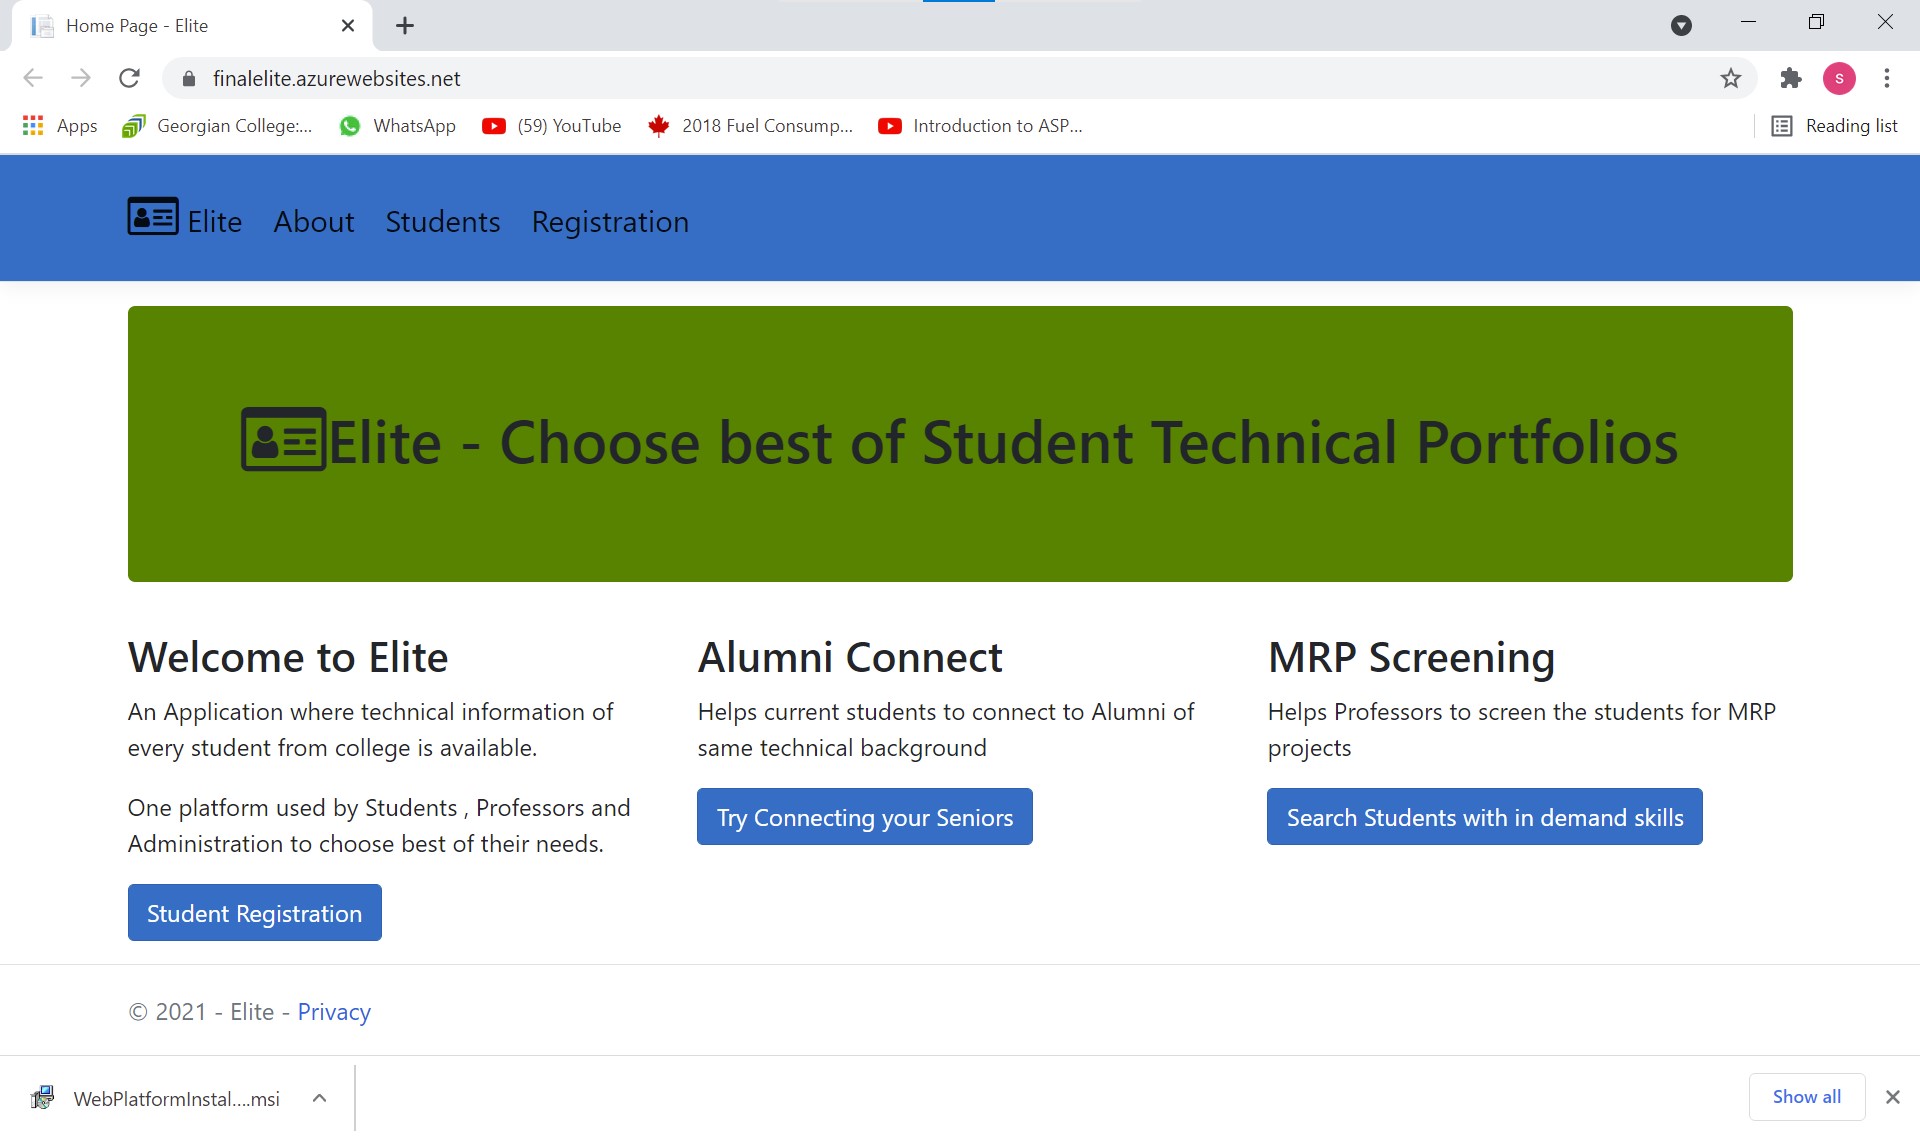 Home Page - Elite
finalelite.azurewebsites.net
S
Apps
Georgian College:...
WhatsApp
(59) YouTube
2018 Fuel Consump...
Introduction to ASP...
Reading list
Elite
About
Students
Registration
Elite - Choose best of Student Technical Portfolios
Welcome to Elite
An Application where technical information of
every student from college is available.
One platform used by Students , Professors and
Administration to choose best of their needs.
Student Registration
Alumni Connect
Helps current students to connect to Alumni of
same technical background
Try Connecting your Seniors
MRP Screening
Helps Professors to screen the students for MRP
projects
Search Students with in demand skills
© 2021 - Elite - Privacy
WebPlatformInstal....msi
Show all